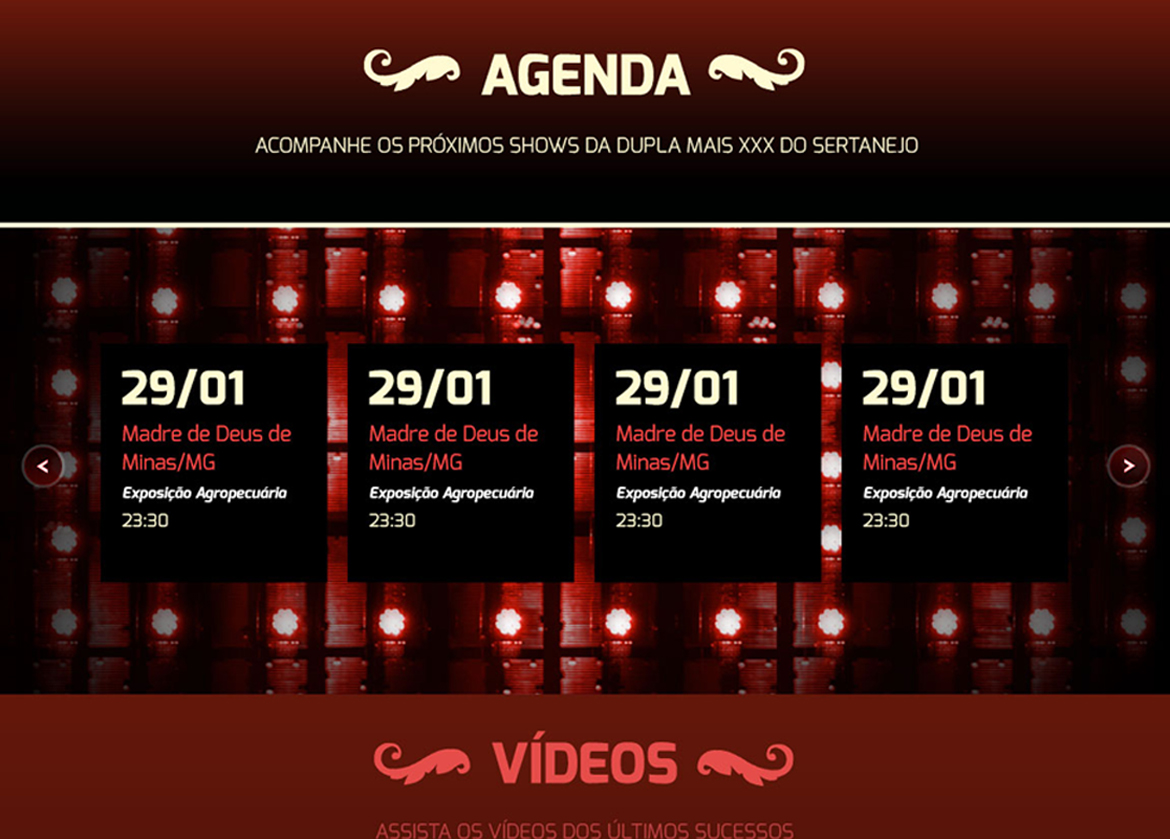 AGENDA
ACOMPANHE OS PRÓXIMOS SHOWS DA DUPLA MAIS XXX DO SERTANEJO
29/01
Madre de Deus de
Minas/MG
Exposição Agropecuária
23:30
29/01
Madre de Deus de
Minas/MG
Exposição Agropecuária
23:30
29/01
Madre de Deus de
Minas/MG
Exposição Agropecuária
23:30
29/01
Madre de Deus de
Minas/MG
Exposição Agropecuária
23:30
<
>
VÍDEOS
ASSISTA OS VÍDEOS DOS ÚLTIMOS SUCESSOS